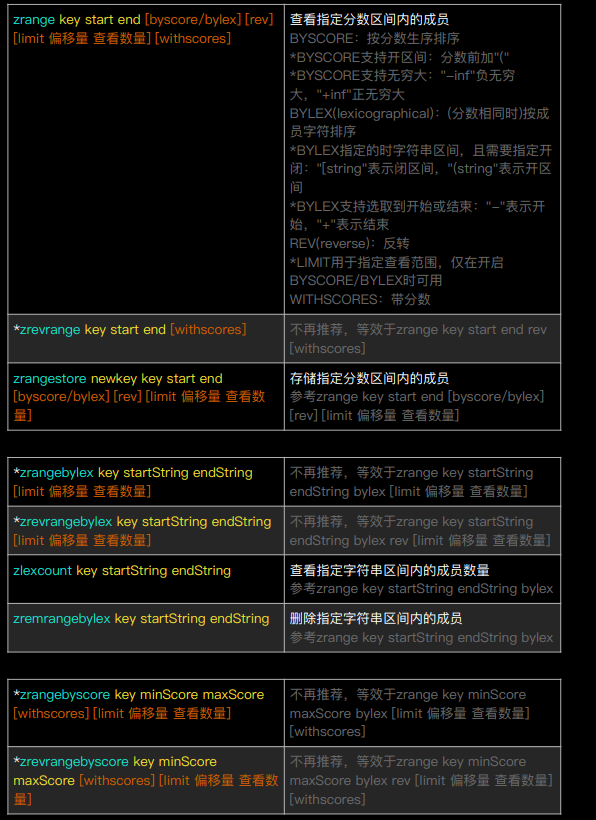 zrange key start end [byscore/bylex] [rev]
[limit 偏移量 查看数量] [withscores]
查看指定分数区间内的成员
BYSCORE：按分数生序排序
*BYSCORE支持开区间：分数前加"("
*BYSCORE支持无穷大："-inf"负无穷
大，"+inf"正无穷大
BYLEX(lexicographical)：(分数相同时)按成
员字符排序
*BYLEX指定的时字符串区间，且需要指定开
闭："[string"表示闭区间，"(string"表示开区
间
*BYLEX支持选取到开始或结束："-"表示开
始，"+"表示结束
REV(reverse)：反转
*LIMIT用于指定查看范围，仅在开启
BYSCORE/BYLEX时可用
WITHSCORES：带分数
*zrevrange key start end [withscores]
不再推荐，等效于zrange key start end rev
[withscores]
zrangestore newkey key start end
[byscore/bylex] [rev] [limit 偏移量 查看数
量]
存储指定分数区间内的成员
参考zrange key start end [byscore/bylex]
[rev] [limit 偏移量 查看数量]
*zrangebylex key startString endString
[limit 偏移量 查看数量]
不再推荐，等效于zrange key startString
endString bylex [limit 偏移量 查看数量]
*zrevrangebylex key startString endString
[limit 偏移量 查看数量]
不再推荐，等效于zrange key startString
endString bylex rev [limit 偏移量 查看数量]
zlexcount key startString endString
查看指定字符串区间内的成员数量
参考zrange key startString endString bylex
zremrangebylex key startString endString
删除指定字符串区间内的成员
参考zrange key startString endString bylex
*zrangebyscore key minScore maxScore
[withscores] [limit 偏移量 查看数量]
不再推荐，等效于zrange key minScore
maxScore bylex [limit 偏移量 查看数量]
[withscores]
*zrevrangebyscore key minScore
maxScore [withscores] [limit 偏移量 查看数
量]
不再推荐，等效于zrange key minScore
maxScore bylex rev [limit 偏移量 查看数量]
[withscores]